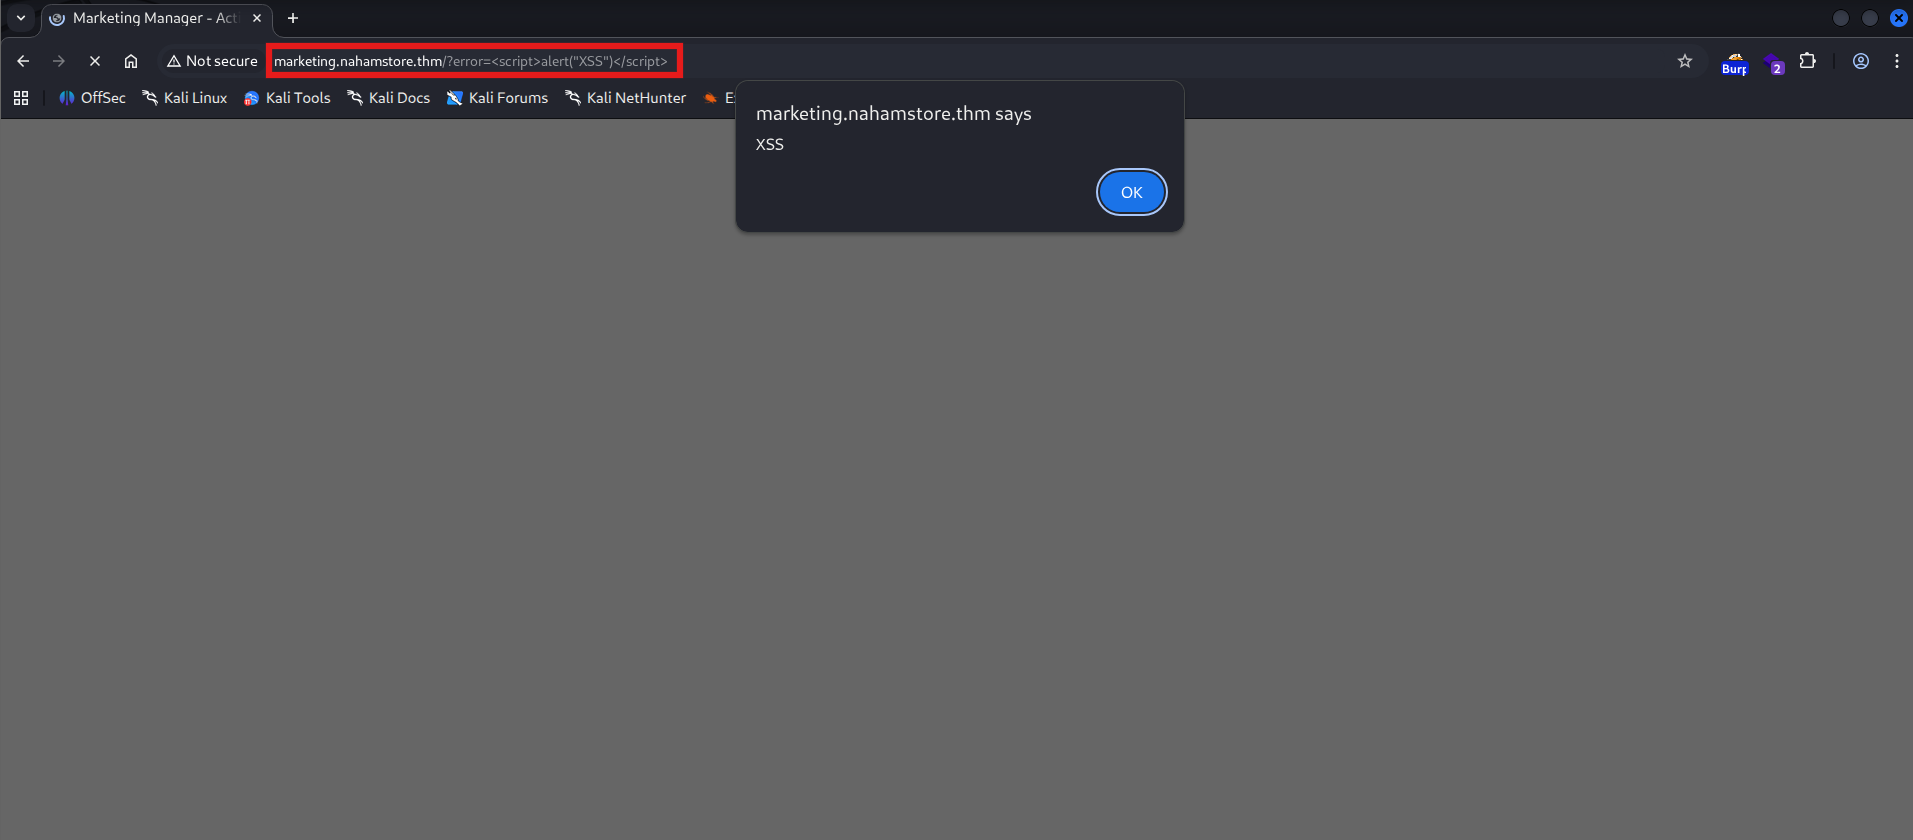 Marketing Manager - Act
Not secure
marketing.nahamstore.thm/?error=<script>alert("XSS")</script>
Burp
2
OffSec
Kali Linux
Kali Tools
Kali Docs
Kali Forums
Kali NetHunter
E
marketing.nahamstore.thm says
XSS
OK